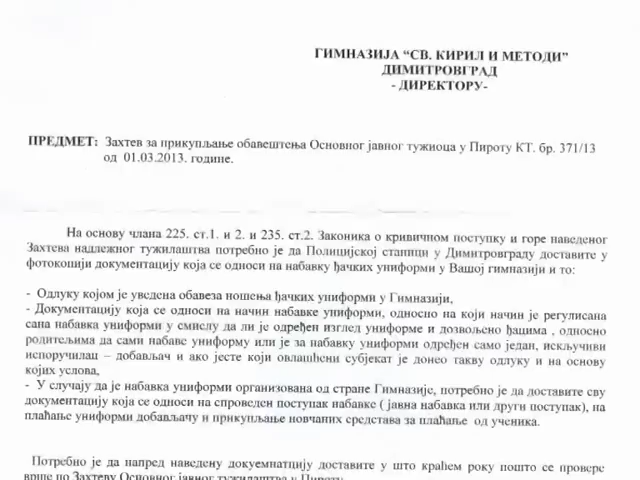 ГИМНАЗИЈА “СВ. КИРИЛ И МЕТОДИ”
ДИМИТРОВГРАД
- ДИРЕКТОРУ-
ПРЕДМЕТ: Захтев за прикупљање обавештења Основног јавног тужиоца у Пироту КТ. бр. 371/13
од 01.03.2013. године.
На основу члана 225. ст.1. и 2. и 235. ст.2. Законика о кривичном поступку и горе наведеног
Захтева надлежног тужилаштва потребно је да Полицијској станици у Димитровграду доставите у
фотокопији документацију која се односи на набавку ђачких униформи у Вашој гимназији и то:
- Одлуку којом је уведена обавеза ношења ђачких униформи у Гимназији,
- Документацију која се односи на начин набавке униформи, односно на који начин је регулисана
сана набавка униформи у смислу да ли је одређен изглед униформе и дозвољено ђацима , односно
родитељима да сами набаве униформу или је за набавку униформи одређен само један, искључиви
испоручилац – добављач и ако јесте који овлашћени субјекат је донео такву одлуку и на основу
којих услова,
- У случају да је набавка униформи организована од стране Гимназије, потребно је да доставите сву
документацију која се односи на спроведен поступак набавке ( јавна набавка или други поступак), на
плаћање униформи добављачу и прикупљање новчаних средстава за плаћање од ученика.
Потребно је да напред наведену докуемнатцију доставите у што краћем року пошто се провере
врше по Захтеву Основног јавног тужилаштва у Пироту